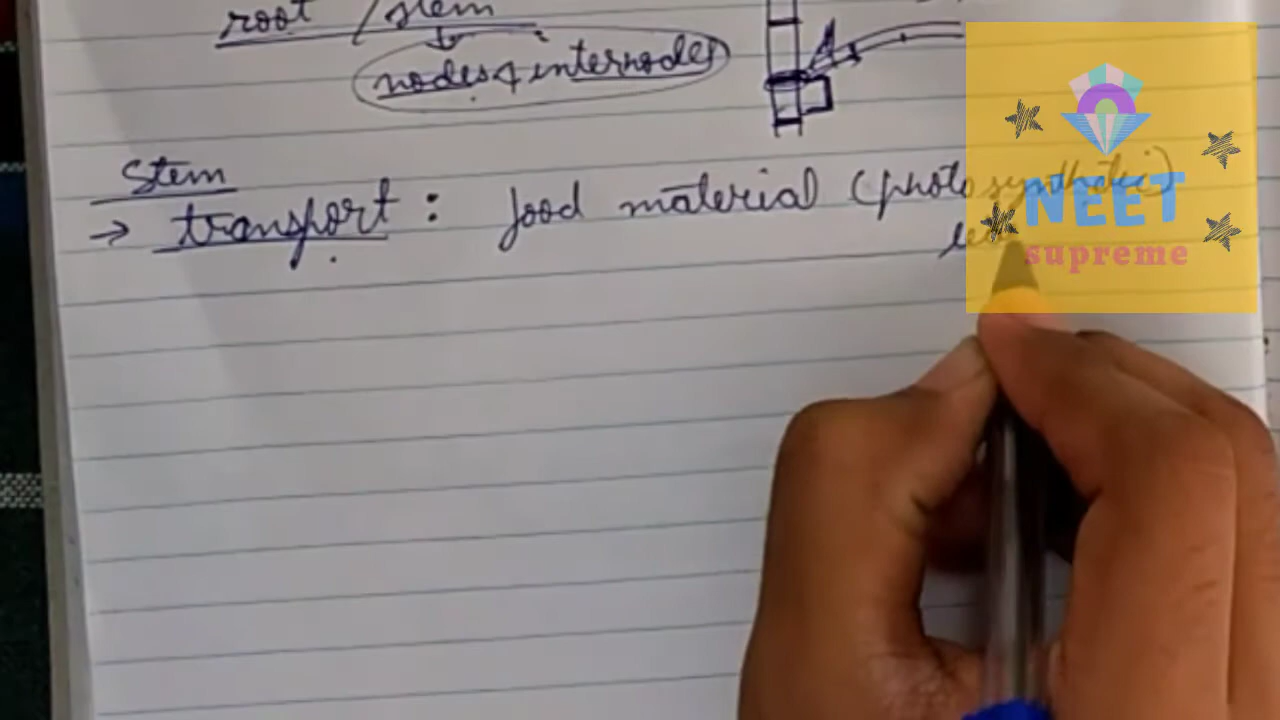 root / stem
nodes & internodes
Stem
→ transport : food material (photosynthetic)
NEET
supreme